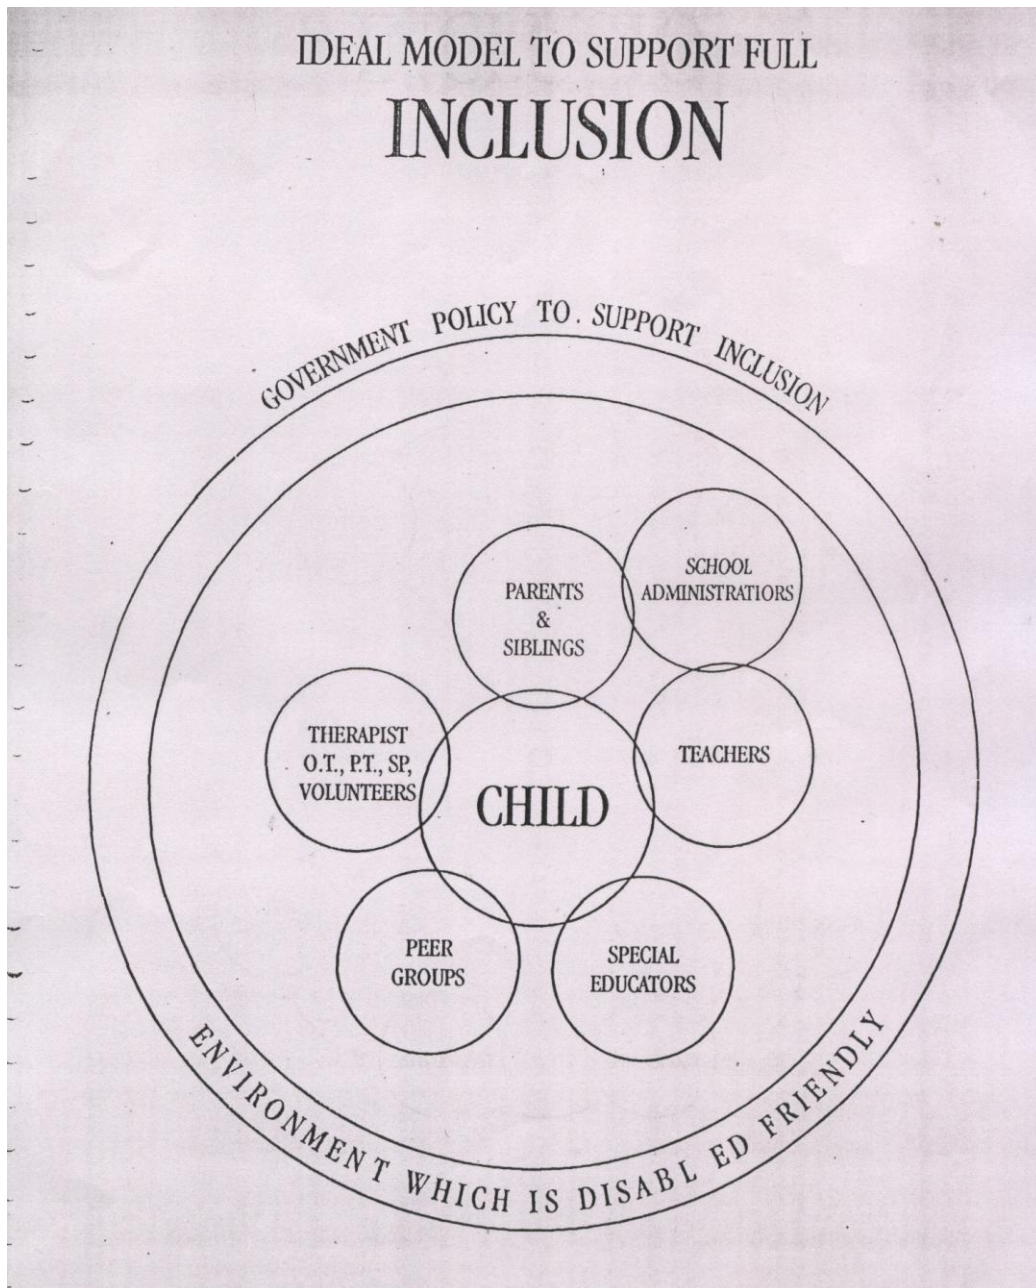 IDEAL MODEL TO SUPPORT FULL
INCLUSION
GOVERNMENT POLICY TO . SUPPORT INCLUSION
SCHOOL
ADMINISTRATIORS
PARENTS
&
SIBLINGS
THERAPIST
O.T., P.T., SP,
VOLUNTEERS
TEACHERS
CHILD
PEER
GROUPS
SPECIAL
EDUCATORS
ENVIRONMENT WHICH IS DISABL ED FRIENDLY